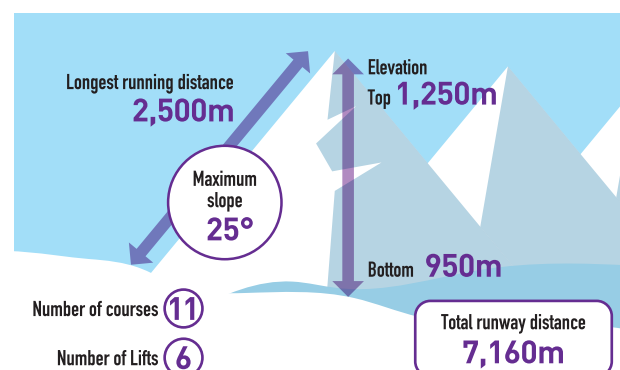 Longest running distance
2,500m
Elevation
Top 1,250m
Maximum
slope
25°
Bottom 950m
Number of courses 11
Number of Lifts 6
Total runway distance
7,160m